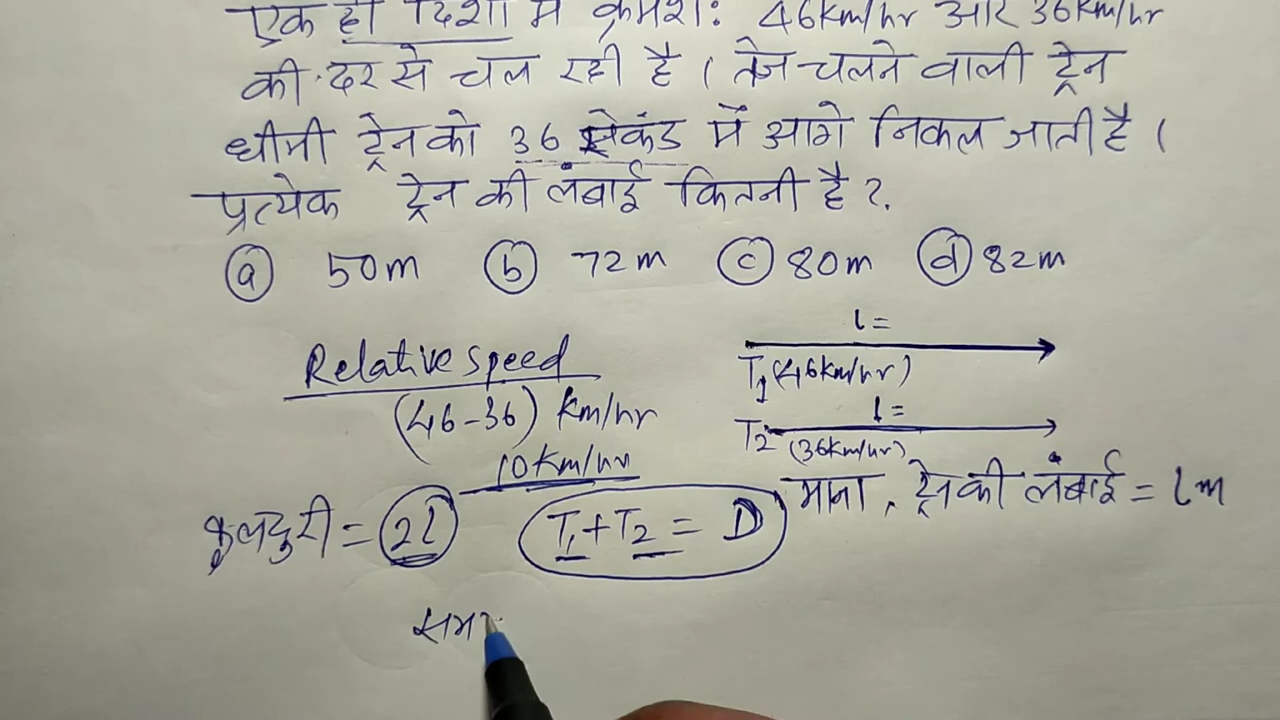 एक ही दिशा में क्रमशः 46km/hr और 36km/hr
की दर से चल रही है। तेज चलने वाली ट्रेन
धीमी ट्रेन को 36 सेकंड में आगे निकल जाती है।
प्रत्येक ट्रेन की लंबाई कितनी है?
(a) 50m (b) 72m (c) 80m (d) 82m
Relative speed
(46-36) km/hr
10km/hr
l =
T1 (46km/hr)
l =
T2 (36km/hr)
माना, ट्रेन की लंबाई = l m
कुल दुरी = 2l T1 + T2 = D
समय